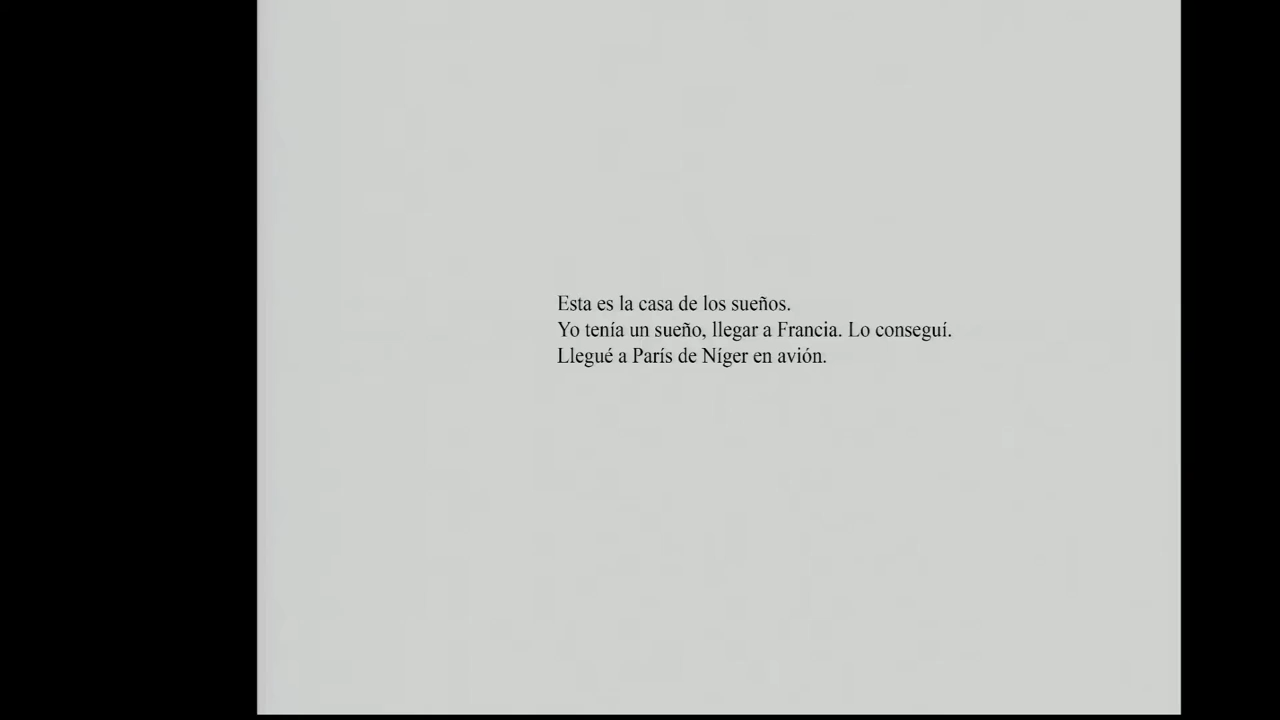 Esta es la casa de los sueños.
Yo tenía un sueño, llegar a Francia. Lo conseguí.
Llegué a París de Níger en avión.